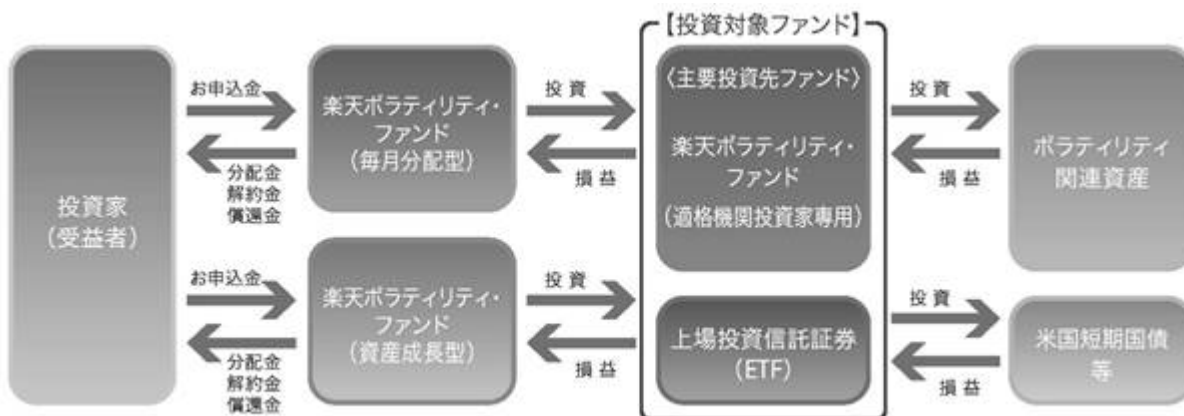 【投資対象ファンド】
投資家
（受益者）
お申込金
分配金
解約金
償還金
楽天ボラティリティ・
ファンド
（毎月分配型）
投資
損益
〈主要投資先ファンド〉
楽天ボラティリティ・
ファンド
（適格機関投資家専用）
投資
損益
ボラティリティ
関連資産
お申込金
分配金
解約金
償還金
楽天ボラティリティ・
ファンド
（資産成長型）
投資
損益
上場投資信託証券
（ETF）
投資
損益
米国短期国債
等